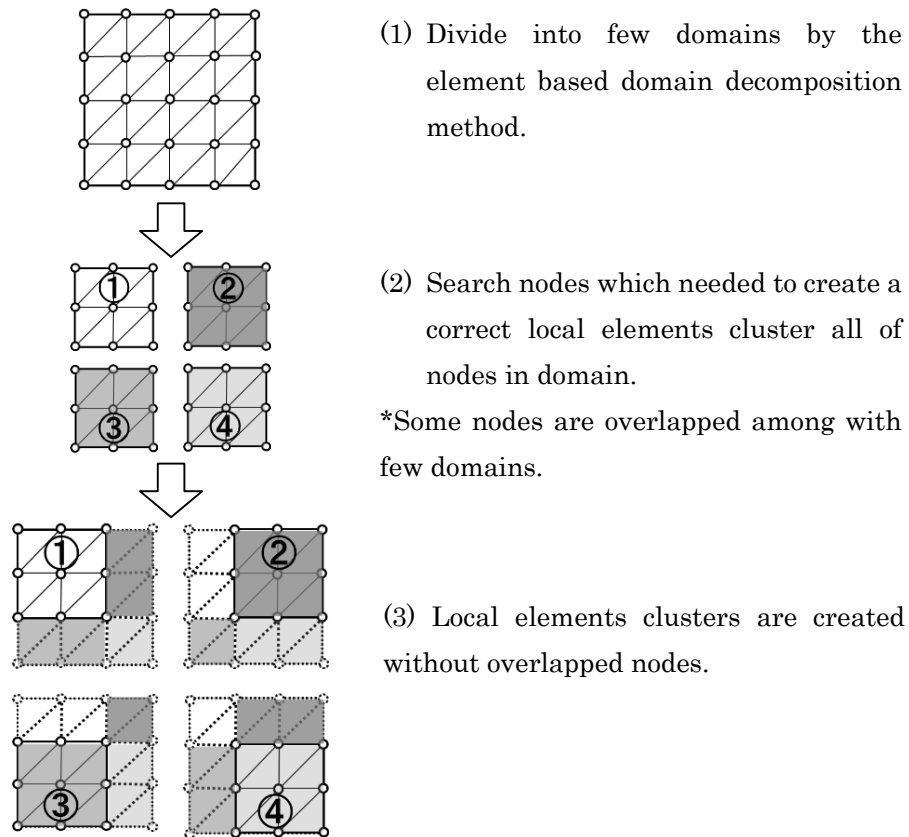 (1) Divide into few domains by the
element based domain decomposition
method.
①
②
③
④
(2) Search nodes which needed to create a
correct local elements cluster all of
nodes in domain.
*Some nodes are overlapped among with
few domains.
①
②
③
④
(3) Local elements clusters are created
without overlapped nodes.